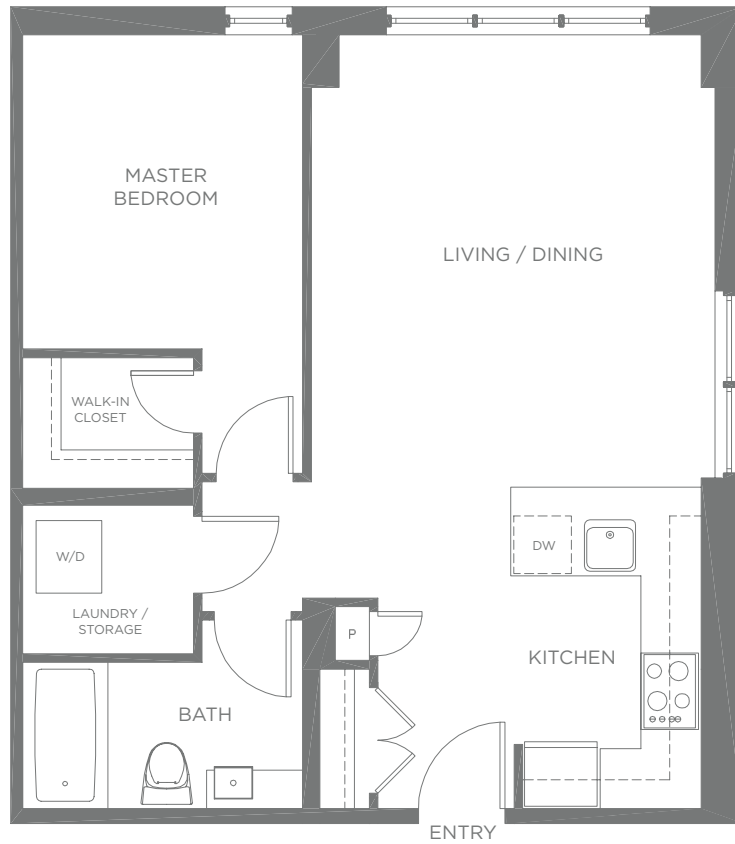 MASTER
BEDROOM
LIVING / DINING
WALK-IN
CLOSET
W/D
DW
LAUNDRY /
STORAGE
P
KITCHEN
BATH
ENTRY